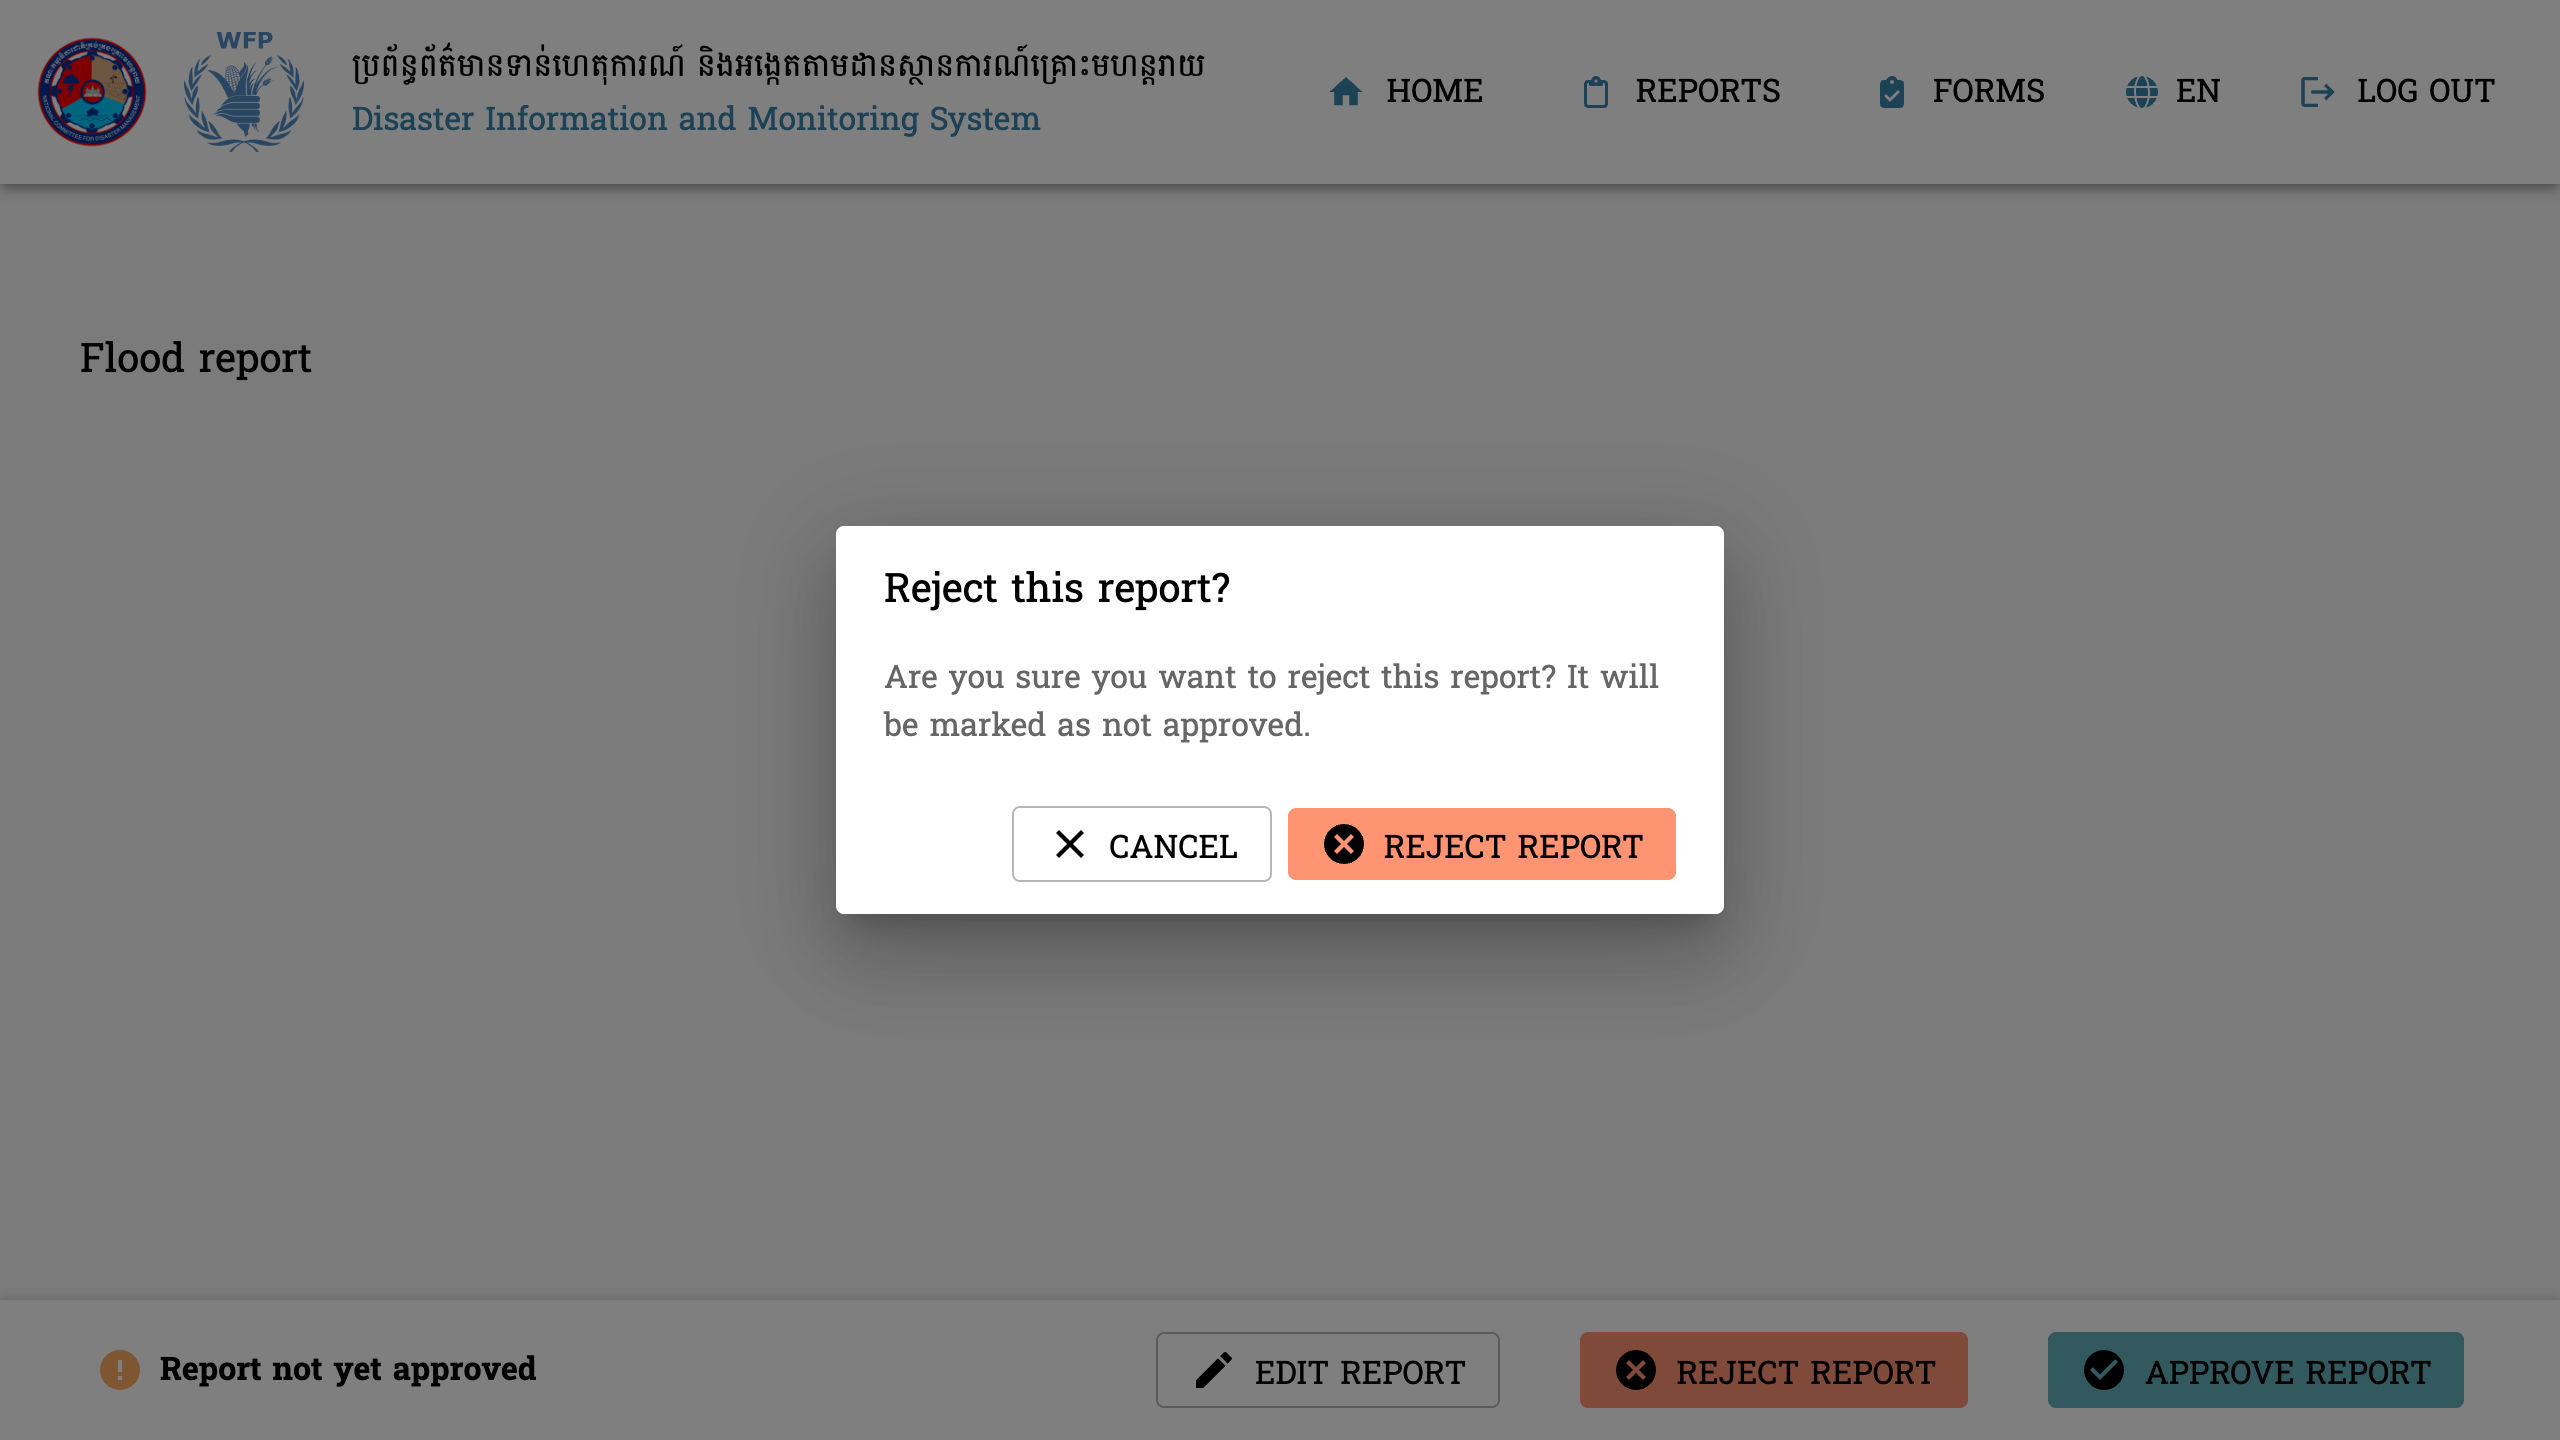 WFP
ប្រព័ន្ធព័ត៌មានទាន់ហេតុការណ៍ និងអង្កេតតាមដានស្ថានការណ៍គ្រោះមហន្តរាយ
Disaster Information and Monitoring System
HOME
REPORTS
FORMS
EN
LOG OUT
Flood report
Reject this report?
Are you sure you want to reject this report? It will
be marked as not approved.
CANCEL
REJECT REPORT
Report not yet approved
EDIT REPORT
REJECT REPORT
APPROVE REPORT